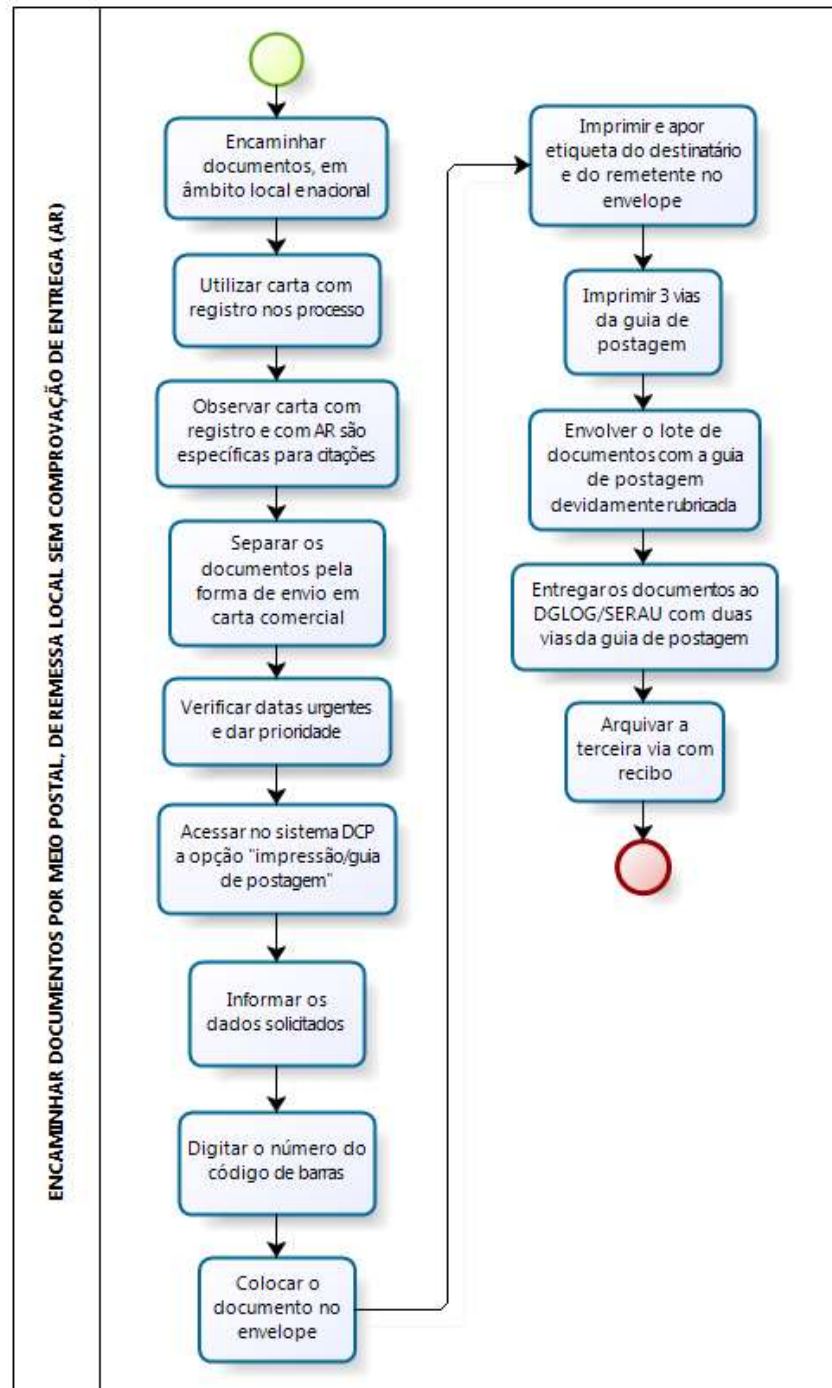 ENCAMINHAR DOCUMENTOS POR MEIO POSTAL, DE REMESSA LOCAL SEM COMPROVAÇÃO DE ENTREGA (AR)
Encaminhar
documentos, em
âmbito local e nacional
Utilizar carta com
registro nos processo
Observar carta com
registro e com AR são
específicas para citações
Separar os
documentos pela
forma de envio em
carta comercial
Verificar datas urgentes
e dar prioridade
Acessar no sistema DCP
a opção "impressão/guia
de postagem"
Informar os
dados solicitados
Digitar o número do
código de barras
Colocar o
documento no
envelope
Imprimir e apor
etiqueta do destinatário
e do remetente no
envelope
Imprimir 3 vias
da guia de
postagem
Envolver o lote de
documentos com a guia
de postagem
devidamente rubricada
Entregar os documentos ao
DGLOG/SERAU com duas
vias da guia de postagem
Arquivar a
terceira via com
recibo